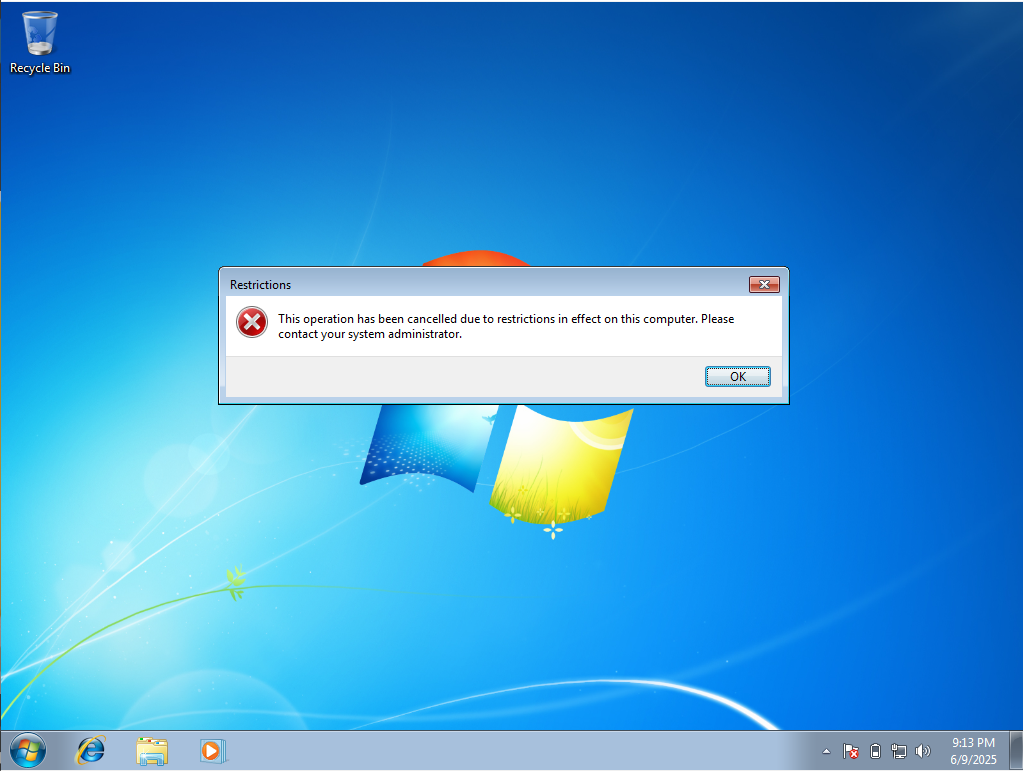 Recycle Bin
Restrictions
This operation has been cancelled due to restrictions in effect on this computer. Please
contact your system administrator.
OK
9:13 PM
6/9/2025